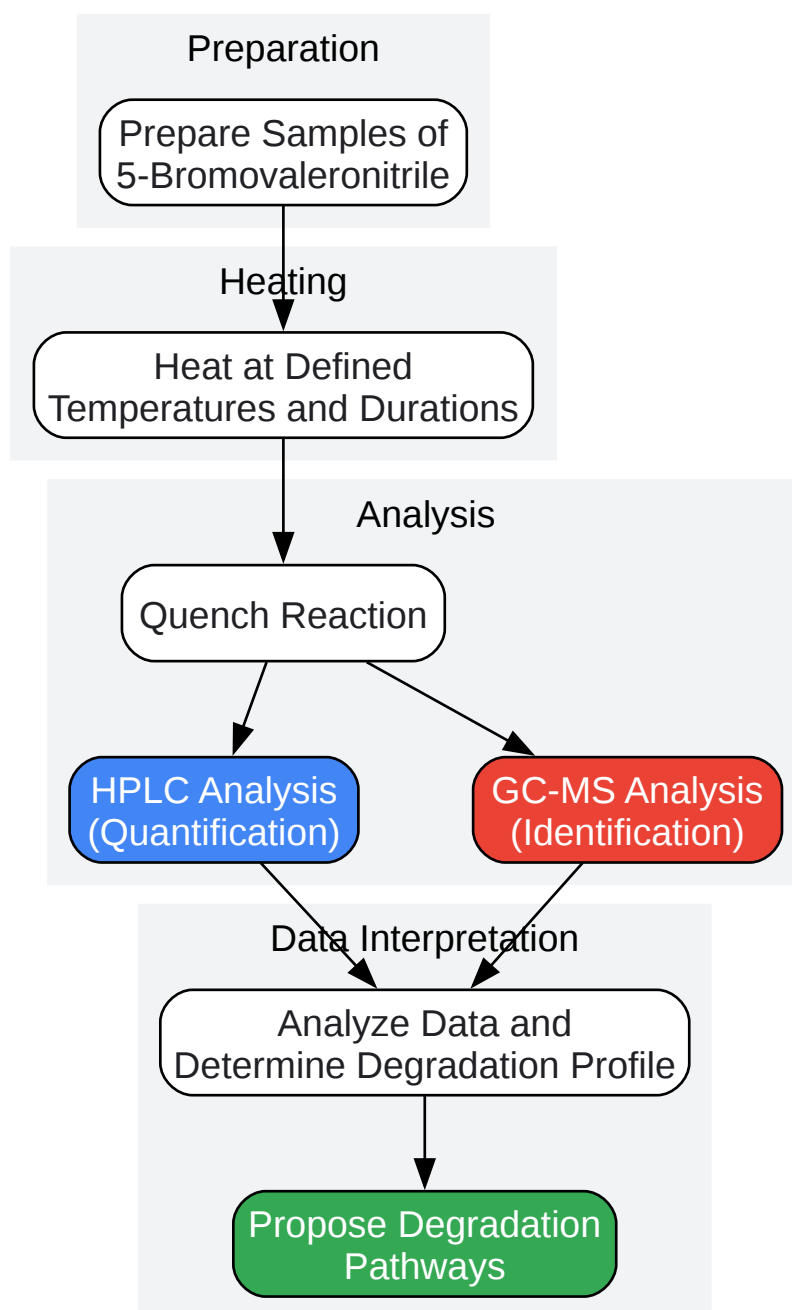 Preparation
Prepare Samples of
5-Bromovaleronitrile
Heating
Heat at Defined
Temperatures and Durations
Analysis
Quench Reaction
HPLC Analysis
(Quantification)
GC-MS Analysis
(Identification)
Data Interpretation
Analyze Data and
Determine Degradation Profile
Propose Degradation
Pathways